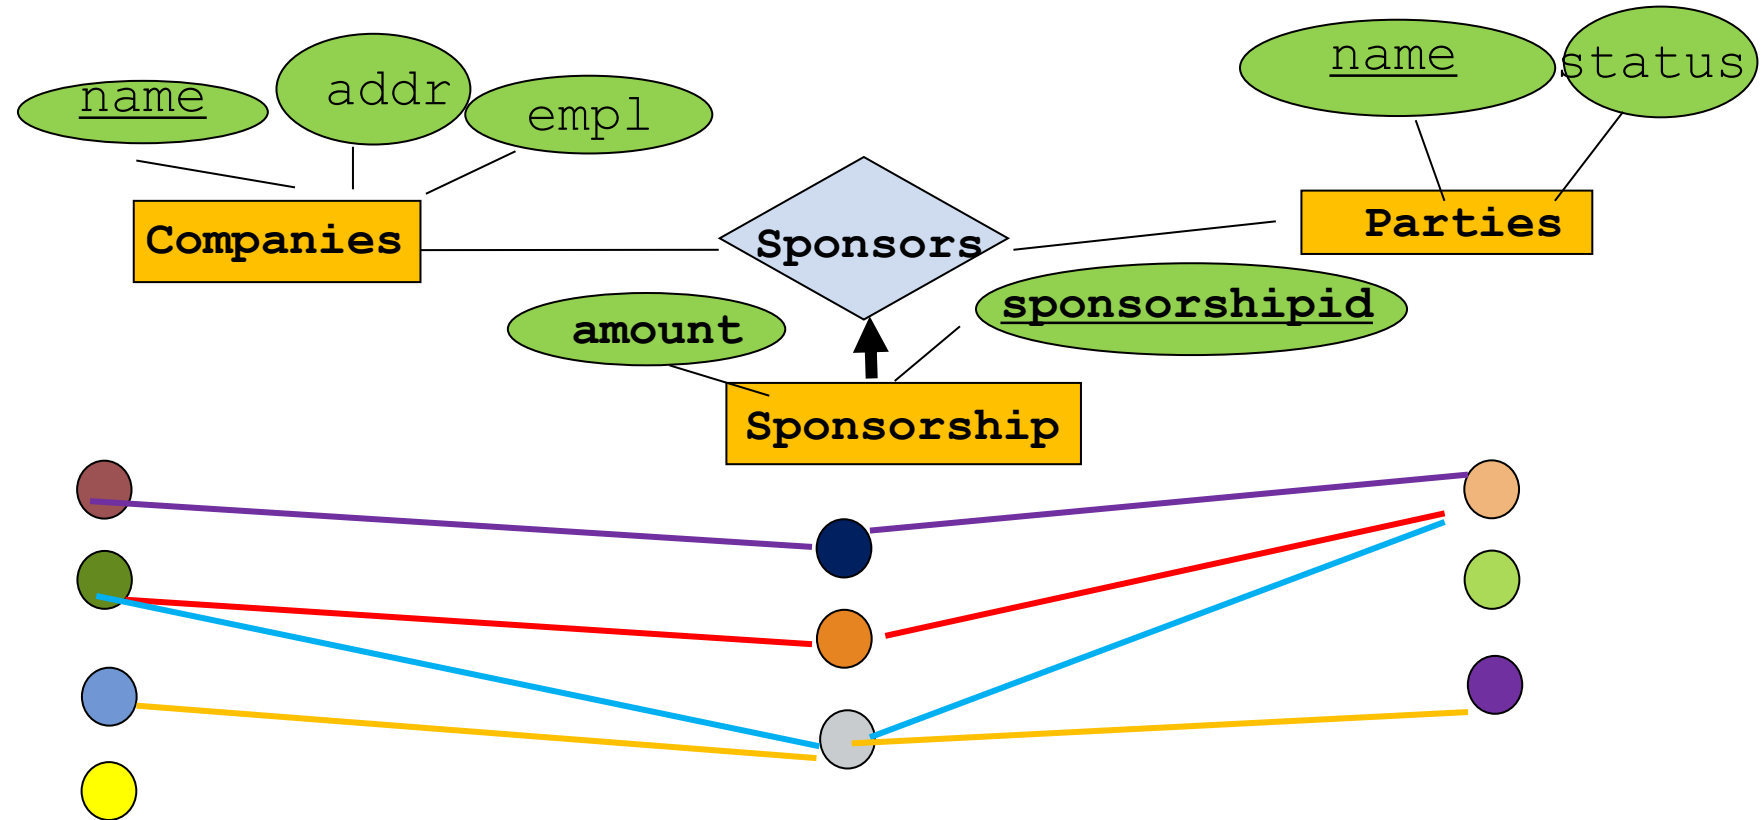 name
addr
empl
name
status
Companies
Sponsors
Parties
amount
sponsorshipid
Sponsorship